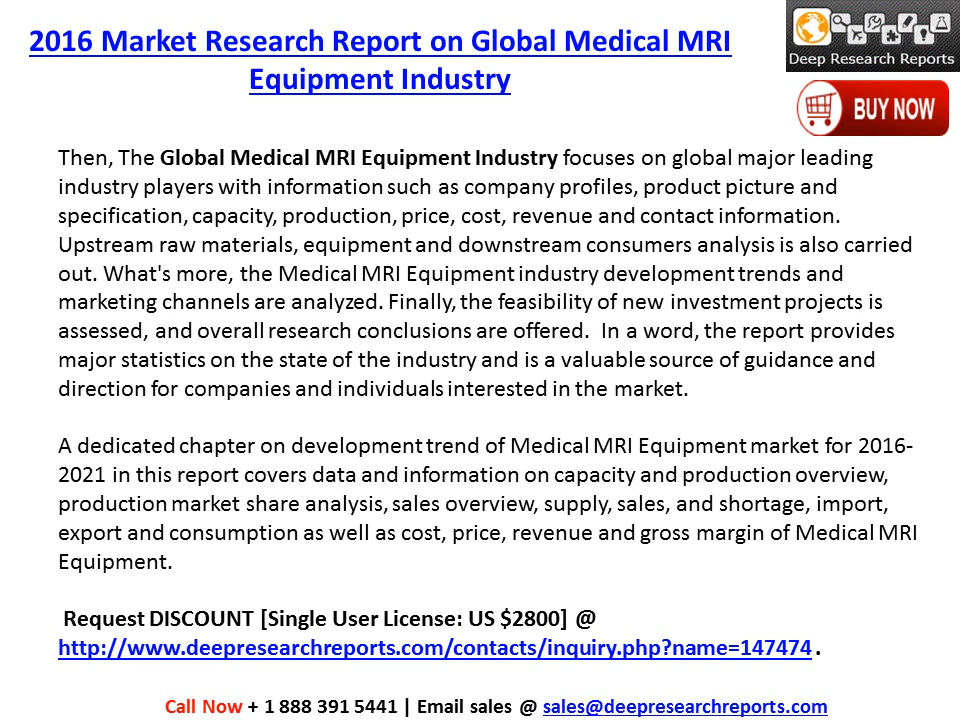 2016 Market Research Report on Global Medical MRI
Equipment Industry
Deep Research Reports
BUY NOW
Then, The Global Medical MRI Equipment Industry focuses on global major leading
industry players with information such as company profiles, product picture and
specification, capacity, production, price, cost, revenue and contact information.
Upstream raw materials, equipment and downstream consumers analysis is also carried
out. What's more, the Medical MRI Equipment industry development trends and
marketing channels are analyzed. Finally, the feasibility of new investment projects is
assessed, and overall research conclusions are offered.  In a word, the report provides
major statistics on the state of the industry and is a valuable source of guidance and
direction for companies and individuals interested in the market.
A dedicated chapter on development trend of Medical MRI Equipment market for 2016-
2021 in this report covers data and information on capacity and production overview,
production market share analysis, sales overview, supply, sales, and shortage, import,
export and consumption as well as cost, price, revenue and gross margin of Medical MRI
Equipment.
Request DISCOUNT [Single User License: US $2800] @
http://www.deepresearchreports.com/contacts/inquiry.php?name=147474 .
Call Now + 1 888 391 5441 | Email sales @ sales@deepresearchreports.com